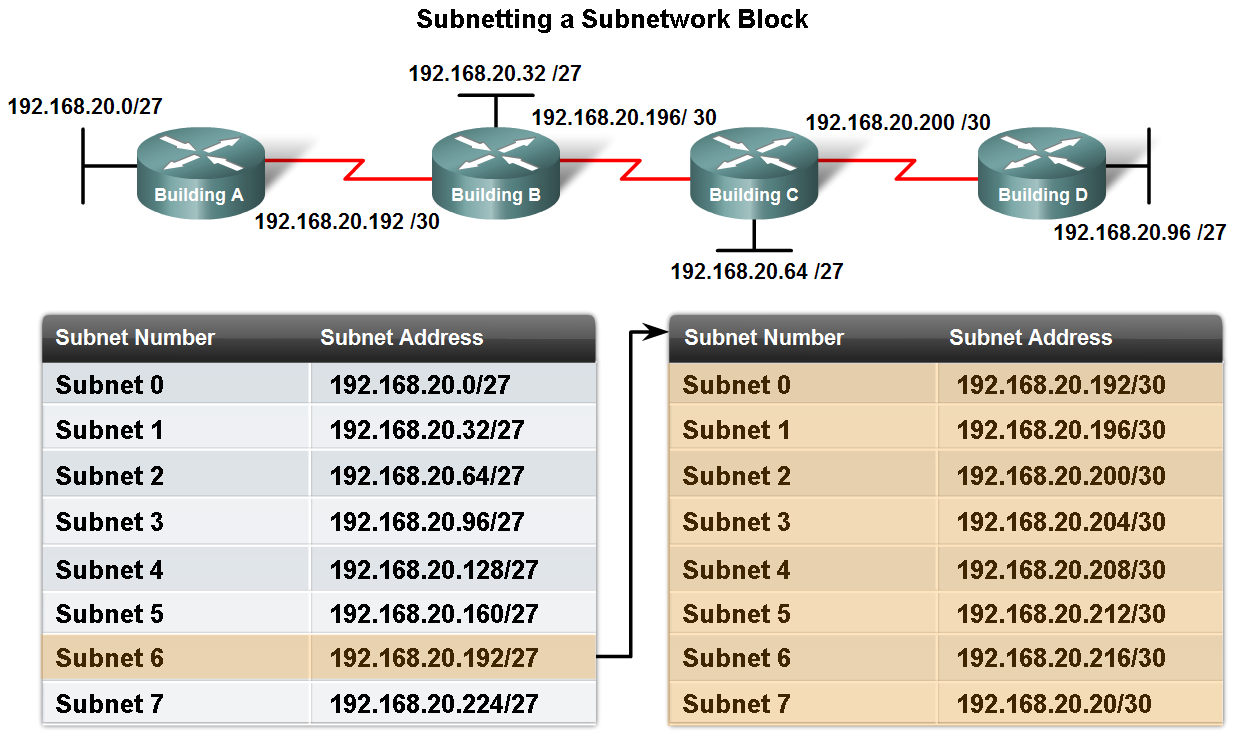 Subnetting a Subnetwork Block
192.168.20.32 /27
192.168.20.0/27
192.168.20.196/ 30
192.168.20.200 /30
Building A
Building B
Building C
Building D
192.168.20.192 /30
192.168.20.96 /27
192.168.20.64 /27
Subnet Number Subnet Address
Subnet 0 192.168.20.0/27
Subnet 1 192.168.20.32/27
Subnet 2 192.168.20.64/27
Subnet 3 192.168.20.96/27
Subnet 4 192.168.20.128/27
Subnet 5 192.168.20.160/27
Subnet 6 192.168.20.192/27
Subnet 7 192.168.20.224/27
Subnet Number Subnet Address
Subnet 0 192.168.20.192/30
Subnet 1 192.168.20.196/30
Subnet 2 192.168.20.200/30
Subnet 3 192.168.20.204/30
Subnet 4 192.168.20.208/30
Subnet 5 192.168.20.212/30
Subnet 6 192.168.20.216/30
Subnet 7 192.168.20.20/30